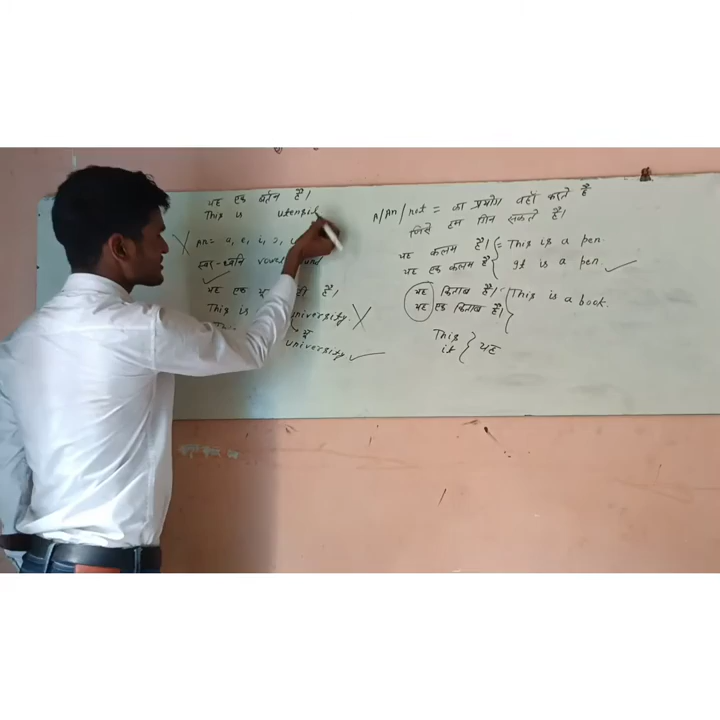 यह एक बर्तन है।
This is utensil
X An = a, e, i, o, u
स्वर-ध्वनि vowel sound
यह एक यू है।
This is university X
यू
university ✓
A/An/not = का प्रयोग वहाँ करते है
जिसे हम गिन सकते है।
यह कलम है। = This is a pen.
यह एक कलम है It is a pen. ✓
यह किताब है। This is a book.
यह एक किताब है।
This
it } यह